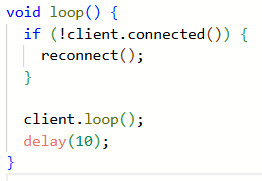 void loop() {
  if (!client.connected()) {
    reconnect();
  }

  client.loop();
  delay(10);
}